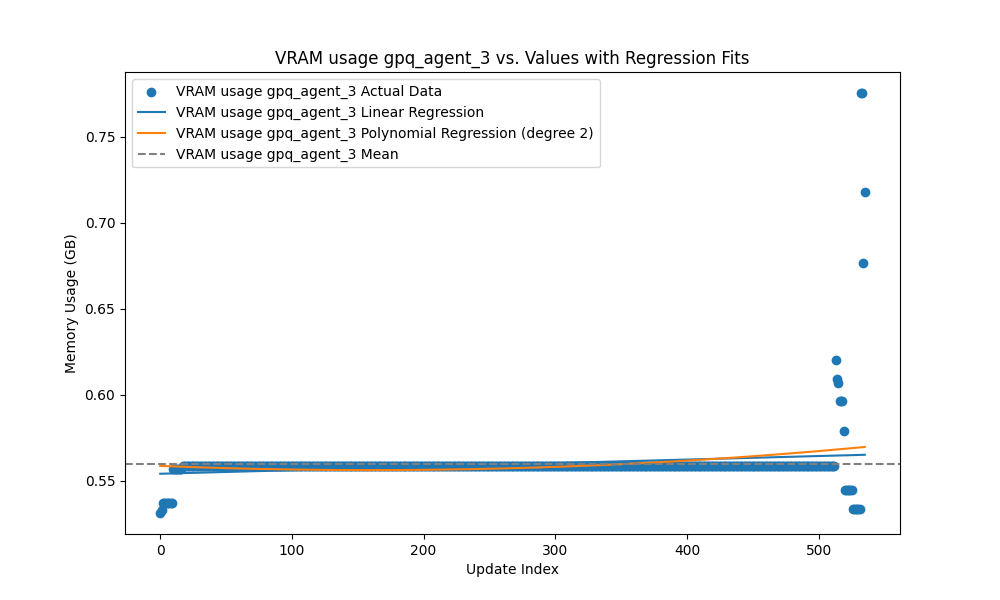 VRAM usage gpq_agent_3 vs. Values with Regression Fits
VRAM usage gpq_agent_3 Actual Data
VRAM usage gpq_agent_3 Linear Regression
VRAM usage gpq_agent_3 Polynomial Regression (degree 2)
VRAM usage gpq_agent_3 Mean
Memory Usage (GB)
0.75
0.70
0.65
0.60
0.55
0
100
200
300
400
500
Update Index